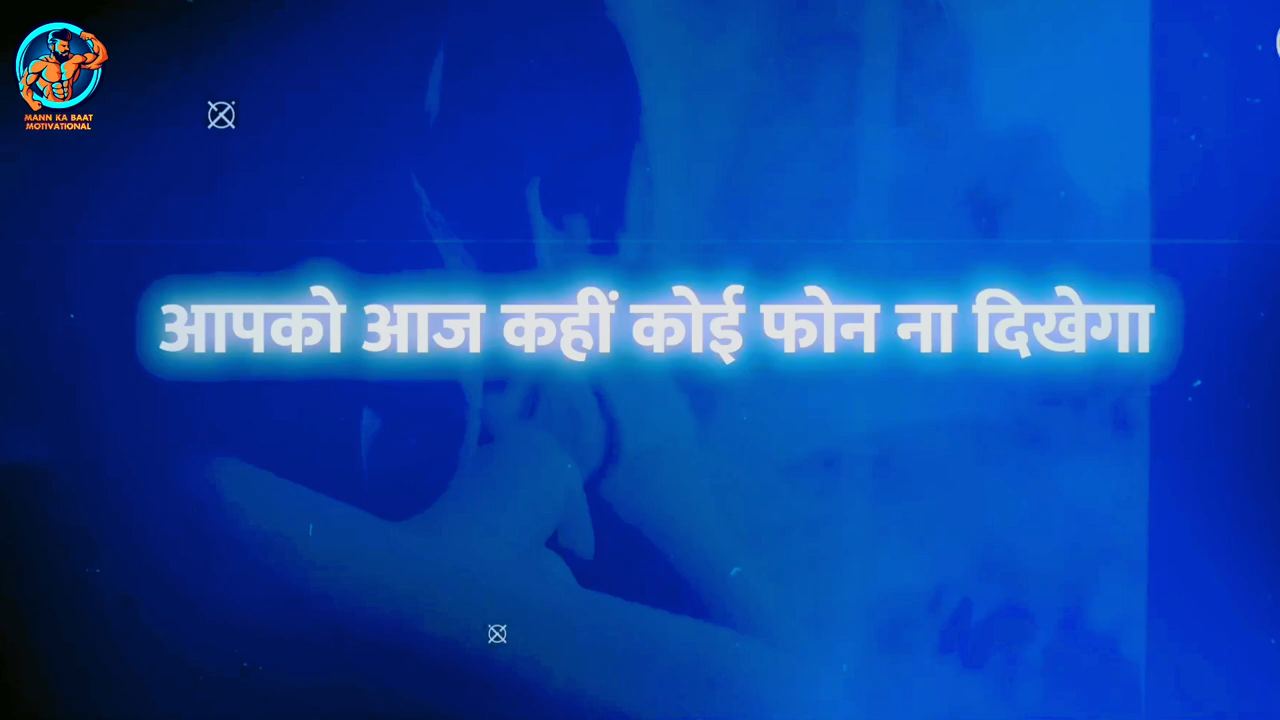 MANN KA BAAT
MOTIVATIONAL
आपको आज कहीं कोई फोन ना दिखेगा